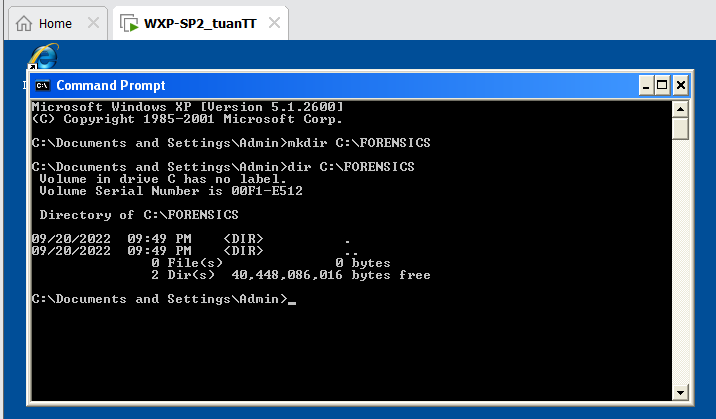 Home
WXP-SP2_tuanTT
Command Prompt
Microsoft Windows XP [Version 5.1.2600]
(C) Copyright 1985-2001 Microsoft Corp.
C:\Documents and Settings\Admin>mkdir C:\FORENSICS
C:\Documents and Settings\Admin>dir C:\FORENSICS
 Volume in drive C has no label.
 Volume Serial Number is 00F1-E512
 Directory of C:\FORENSICS
09/20/2022  09:49 PM    <DIR>          .
09/20/2022  09:49 PM    <DIR>          ..
               0 File(s)              0 bytes
               2 Dir(s)  40,448,086,016 bytes free
C:\Documents and Settings\Admin>_